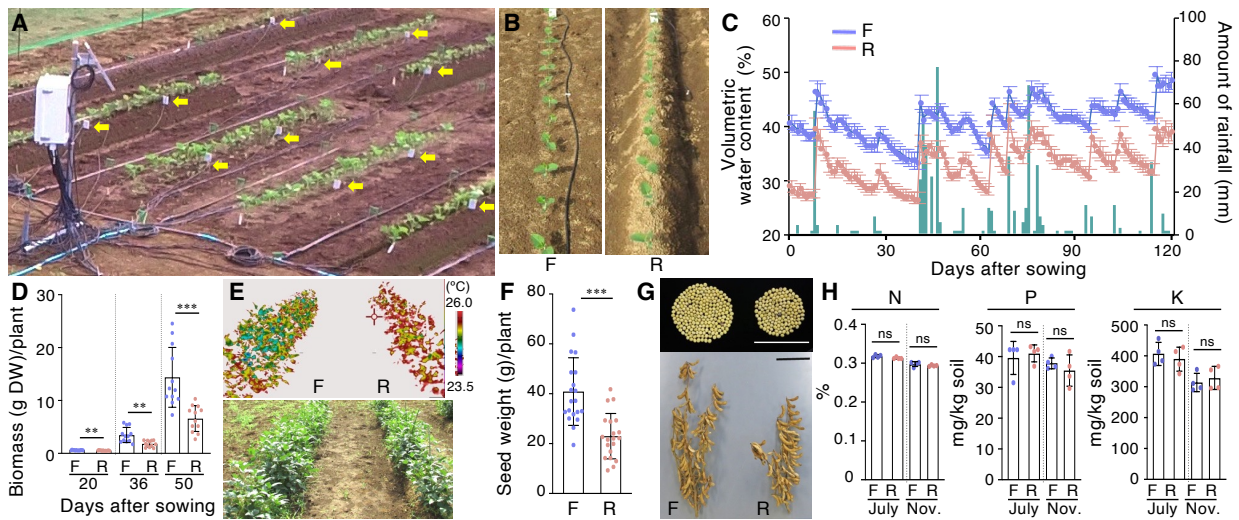 A
B
F
R
C
F
R
Volumetric
water content
(%)
60
50
40
30
20
100
80
60
40
20
0
Amount of rainfall (mm)
0
30
60
90
120
Days after sowing
D
Biomass (g DW)/plant
30
20
10
0
**
**
***
F R F R F R
20 36 50
Days after sowing
E
(°C)
26.0
23.5
F
R
F
Seed weight (g)/plant
80
60
40
20
0
***
F R
G
F
R
H
N
%
0.4
0.3
0.2
0.1
0
ns
ns
F R F R
July Nov.
P
mg/kg soil
50
40
30
20
10
0
ns
ns
F R F R
July Nov.
K
mg/kg soil
500
400
300
200
100
0
ns
ns
F R F R
July Nov.